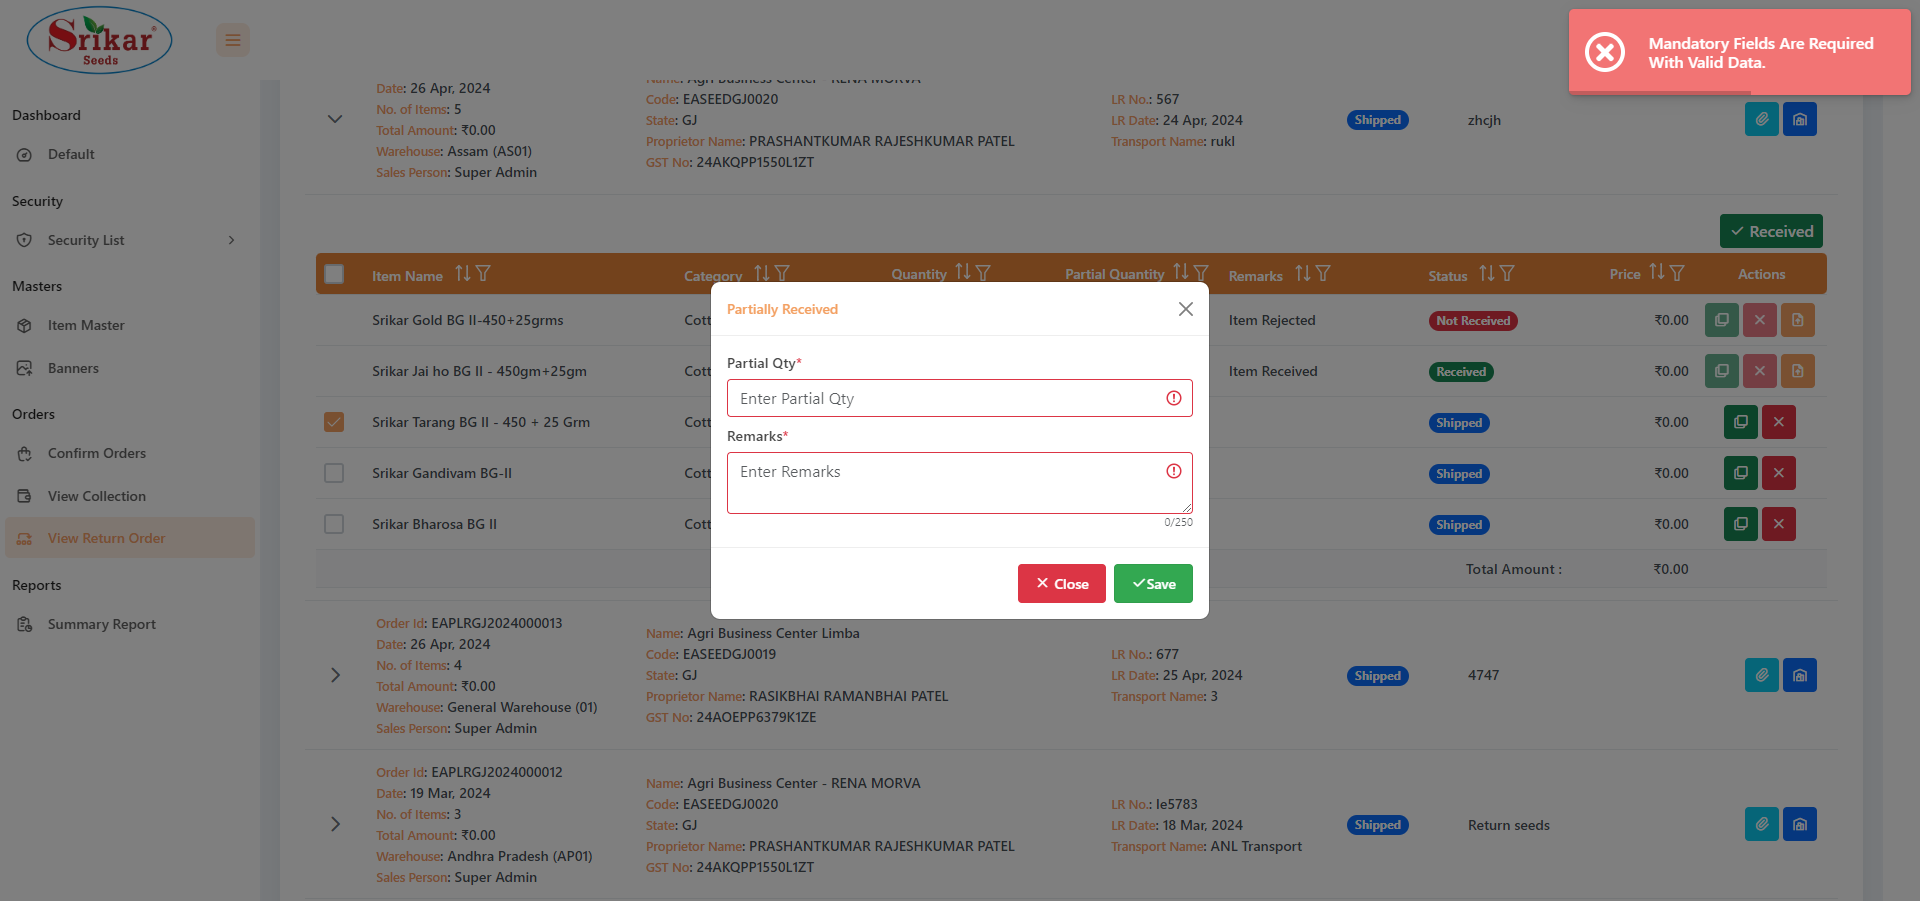 Srikar
Seeds
Mandatory Fields Are Required
With Valid Data.
Dashboard
Default
Security
Security List
Masters
Item Master
Banners
Orders
Confirm Orders
View Collection
View Return Order
Reports
Summary Report
Date: 26 Apr, 2024
No. of Items: 5
Total Amount: ₹0.00
Warehouse: Assam (AS01)
Sales Person: Super Admin
Name: Agri Business Center - RENA MORVA
Code: EASEEDGJ0020
State: GJ
Proprietor Name: PRASHANTKUMAR RAJESHKUMAR PATEL
GST No: 24AKQPP1550L1ZT
LR No.: 567
LR Date: 24 Apr, 2024
Transport Name: rukl
Shipped
zhcjh
Received
Item Name Category Quantity Partial Quantity Remarks Status Price Actions
Srikar Gold BG II-450+25grms Cott Item Rejected Not Received ₹0.00
Srikar Jai ho BG II - 450gm+25gm Cott Item Received Received ₹0.00
Srikar Tarang BG II - 450 + 25 Grm Cott Shipped ₹0.00
Srikar Gandivam BG-II Cott Shipped ₹0.00
Srikar Bharosa BG II Cott Shipped ₹0.00
Total Amount : ₹0.00
Partially Received
Partial Qty*
Enter Partial Qty
Remarks*
Enter Remarks
0/250
Close
Save
Order Id: EAPLRGJ2024000013
Date: 26 Apr, 2024
No. of Items: 4
Total Amount: ₹0.00
Warehouse: General Warehouse (01)
Sales Person: Super Admin
Name: Agri Business Center Limba
Code: EASEEDGJ0019
State: GJ
Proprietor Name: RASIKBHAI RAMANBHAI PATEL
GST No: 24AOEPP6379K1ZE
LR No.: 677
LR Date: 25 Apr, 2024
Transport Name: 3
Shipped
4747
Order Id: EAPLRGJ2024000012
Date: 19 Mar, 2024
No. of Items: 3
Total Amount: ₹0.00
Warehouse: Andhra Pradesh (AP01)
Sales Person: Super Admin
Name: Agri Business Center - RENA MORVA
Code: EASEEDGJ0020
State: GJ
Proprietor Name: PRASHANTKUMAR RAJESHKUMAR PATEL
GST No: 24AKQPP1550L1ZT
LR No.: le5783
LR Date: 18 Mar, 2024
Transport Name: ANL Transport
Shipped
Return seeds